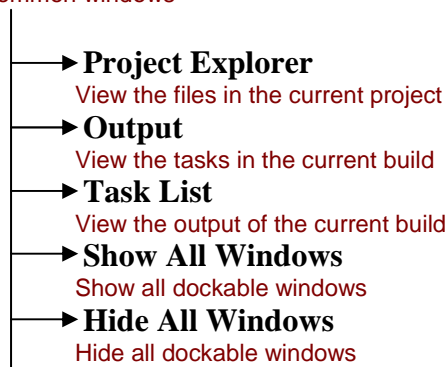 ommon windows
Project Explorer
View the files in the current project
Output
View the tasks in the current build
Task List
View the output of the current build
Show All Windows
Show all dockable windows
Hide All Windows
Hide all dockable windows